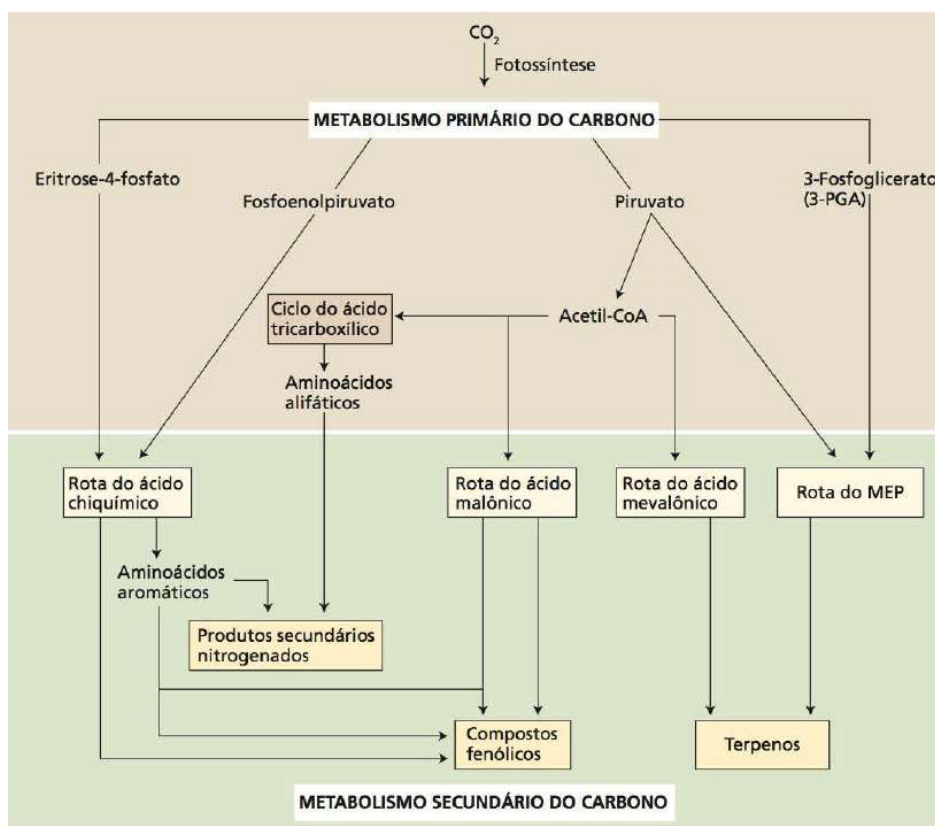 CO2
Fotossíntese
METABOLISMO PRIMÁRIO DO CARBONO
Eritrose-4-fosfato
Fosfoenolpiruvato
Piruvato
3-Fosfoglicerato
(3-PGA)
Ciclo do ácido
tricarboxílico
Acetil-CoA
Aminoácidos
alifáticos
Rota do ácido
chiquímico
Rota do ácido
malônico
Rota do ácido
mevalônico
Rota do MEP
Aminoácidos
aromáticos
Produtos secundários
nitrogenados
Compostos
fenólicos
Terpenos
METABOLISMO SECUNDÁRIO DO CARBONO